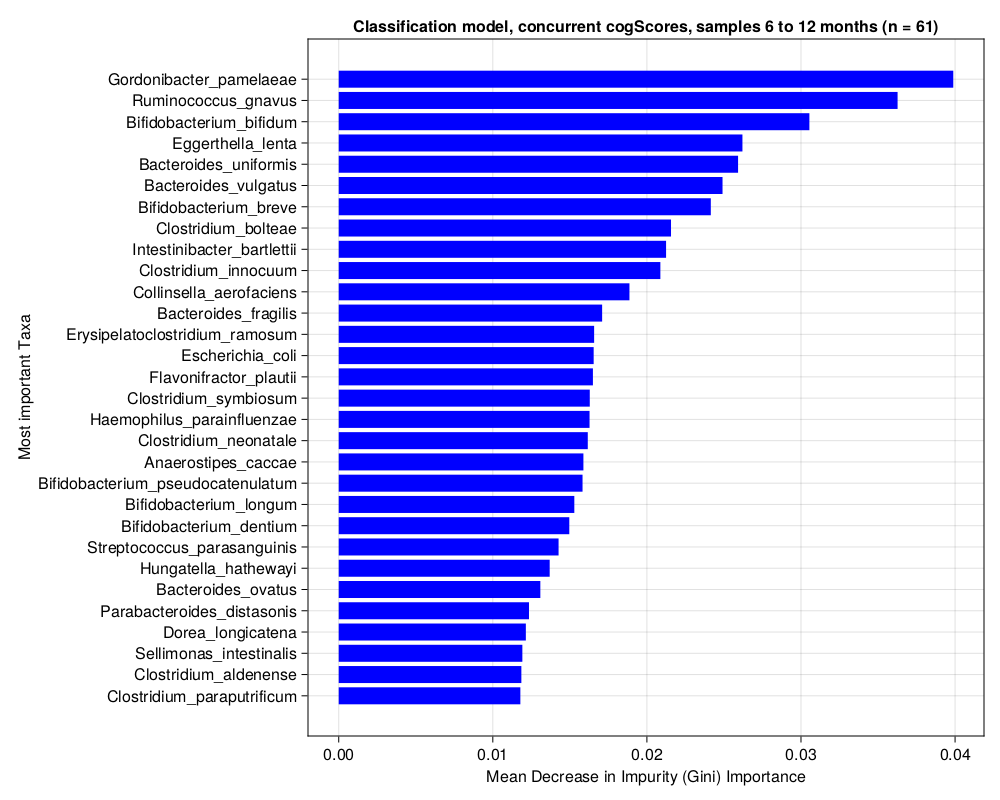 Classification model, concurrent cogScores, samples 6 to 12 months (n = 61)
Most important Taxa
Gordonibacter_pamelaeae
Ruminococcus_gnavus
Bifidobacterium_bifidum
Eggerthella_lenta
Bacteroides_uniformis
Bacteroides_vulgatus
Bifidobacterium_breve
Clostridium_bolteae
Intestinibacter_bartlettii
Clostridium_innocuum
Collinsella_aerofaciens
Bacteroides_fragilis
Erysipelatoclostridium_ramosum
Escherichia_coli
Flavonifractor_plautii
Clostridium_symbiosum
Haemophilus_parainfluenzae
Clostridium_neonatale
Anaerostipes_caccae
Bifidobacterium_pseudocatenulatum
Bifidobacterium_longum
Bifidobacterium_dentium
Streptococcus_parasanguinis
Hungatella_hathewayi
Bacteroides_ovatus
Parabacteroides_distasonis
Dorea_longicatena
Sellimonas_intestinalis
Clostridium_aldenense
Clostridium_paraputrificum
0.00 0.01 0.02 0.03 0.04
Mean Decrease in Impurity (Gini) Importance